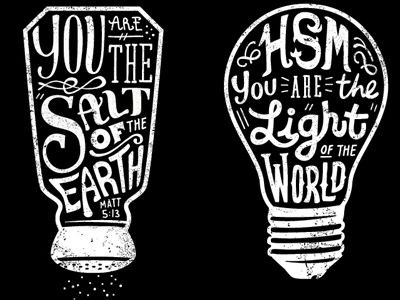 YOU ARE
THE
SALT
OF THE
EARTH
MATT
5:13
HSM
You ARE the
Light
OF THE
WORLD